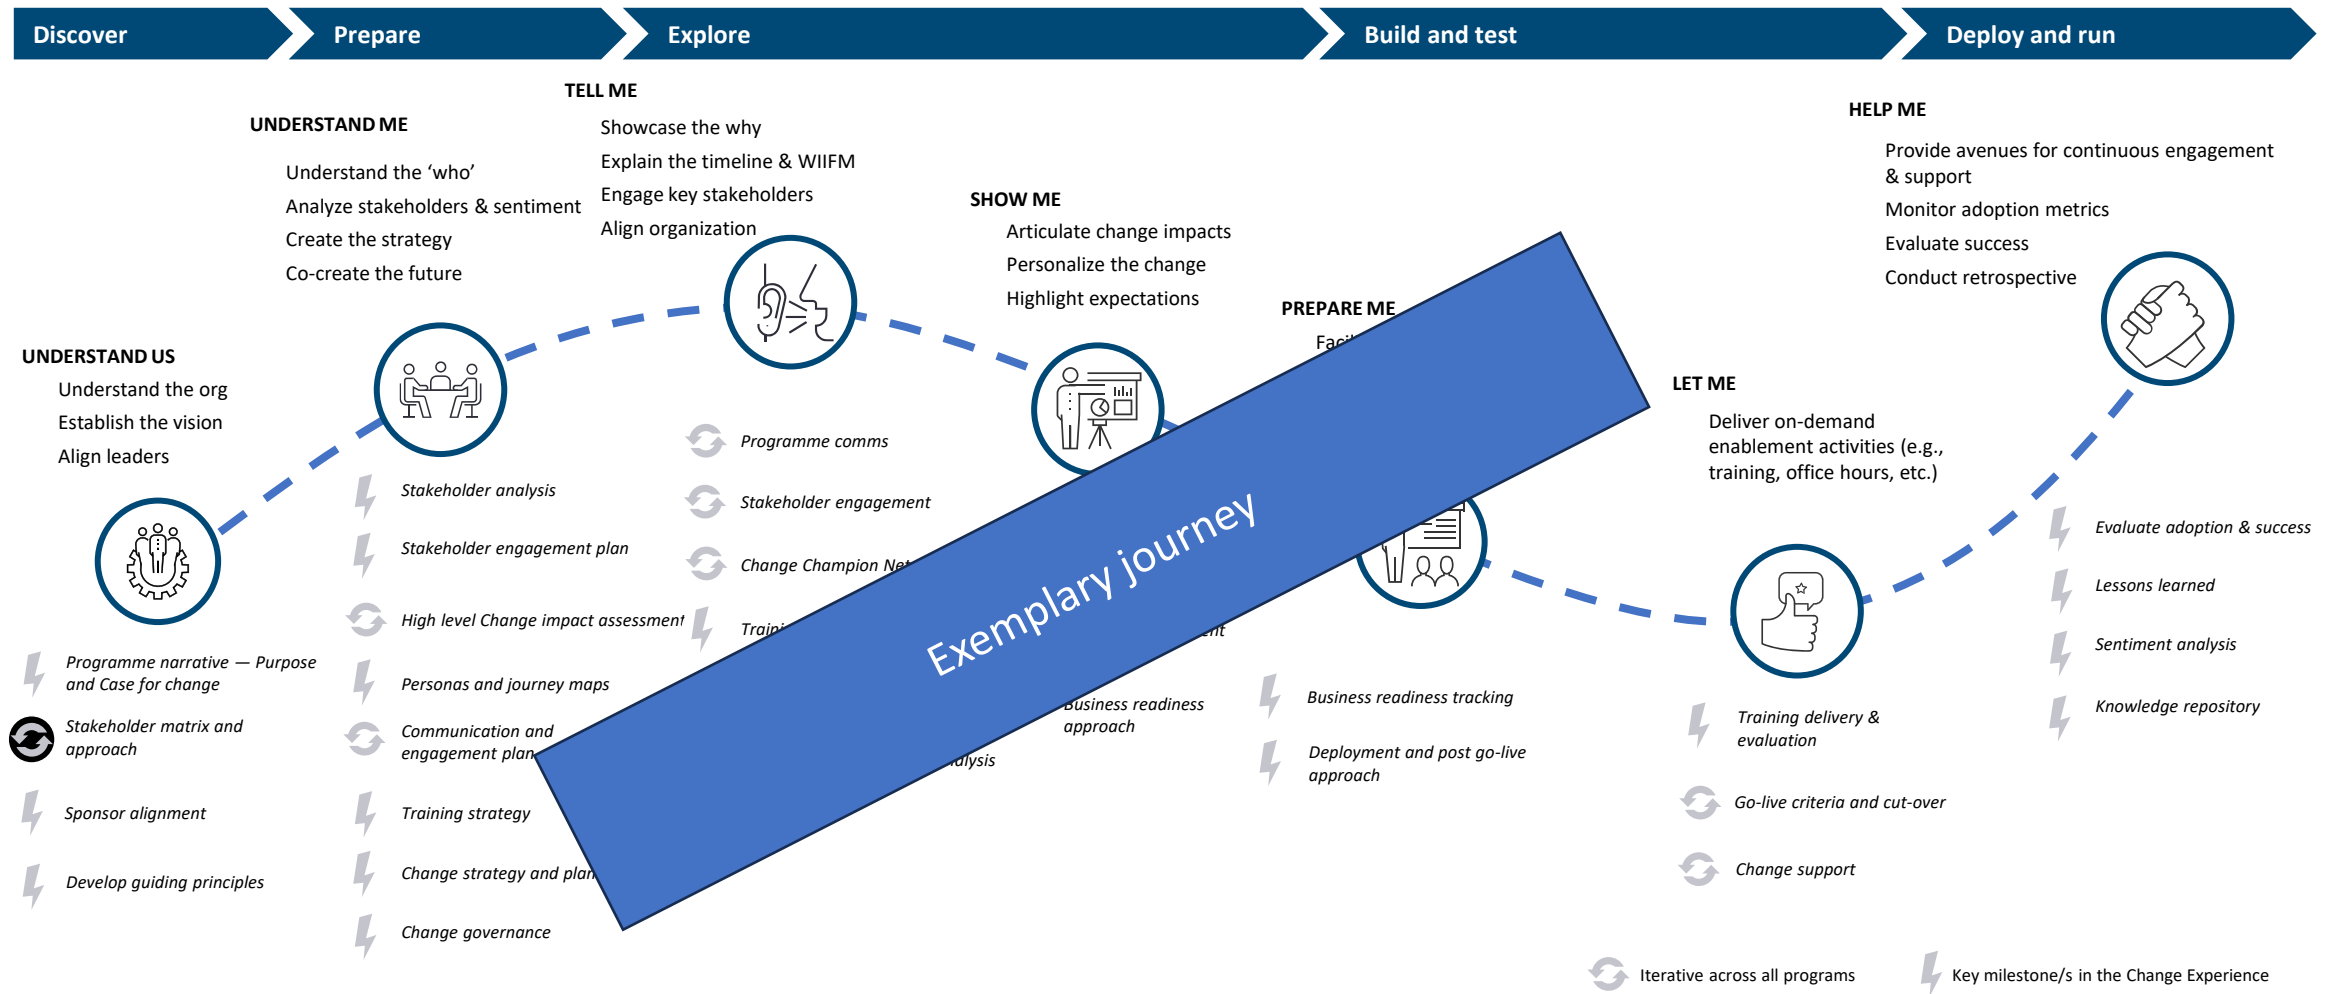 Discover
Prepare
Explore
Build and test
Deploy and run
UNDERSTAND US
Understand the org
Establish the vision
Align leaders
Programme narrative — Purpose
and Case for change
Stakeholder matrix and
approach
Sponsor alignment
Develop guiding principles
UNDERSTAND ME
Understand the ‘who’
Analyze stakeholders & sentiment
Create the strategy
Co-create the future
Stakeholder analysis
Stakeholder engagement plan
High level Change impact assessment
Personas and journey maps
Communication and
engagement plan
Training strategy
Change strategy and plan
Change governance
TELL ME
Showcase the why
Explain the timeline & WIIFM
Engage key stakeholders
Align organization
Programme comms
Stakeholder engagement
Change Champion
SHOW ME
Articulate change impacts
Personalize the change
Highlight expectations
Business readiness
approach
Exemplary journey
PREPARE ME
Business readiness tracking
Deployment and post go-live
approach
LET ME
Deliver on-demand
enablement activities (e.g.,
training, office hours, etc.)
Training delivery &
evaluation
Go-live criteria and cut-over
Change support
HELP ME
Provide avenues for continuous engagement
& support
Monitor adoption metrics
Evaluate success
Conduct retrospective
Evaluate adoption & success
Lessons learned
Sentiment analysis
Knowledge repository
Iterative across all programs
Key milestone/s in the Change Experience